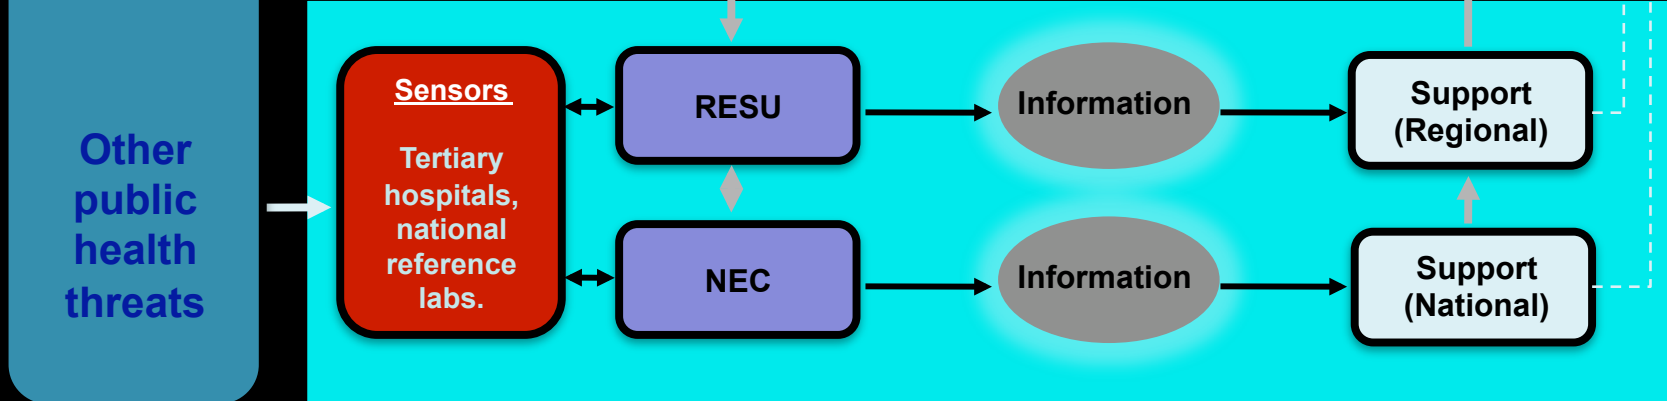 Other
public
health
threats
Sensors
Tertiary
hospitals,
national
reference
labs.
RESU
Information
Support
(Regional)
NEC
Information
Support
(National)